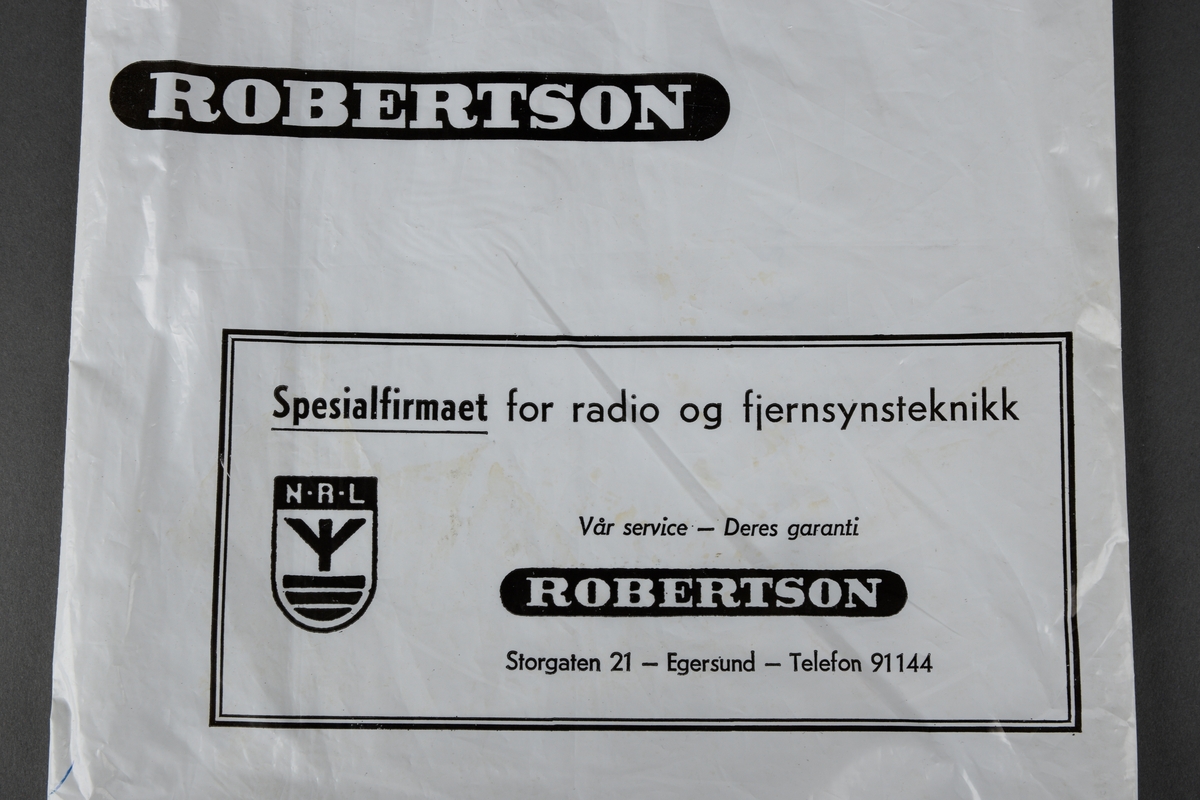 ROBERTSON
Spesialfirmaet for radio og fjernsynsteknikk
N·R·L
Vår service – Deres garanti
ROBERTSON
Storgaten 21 – Egersund – Telefon 91144